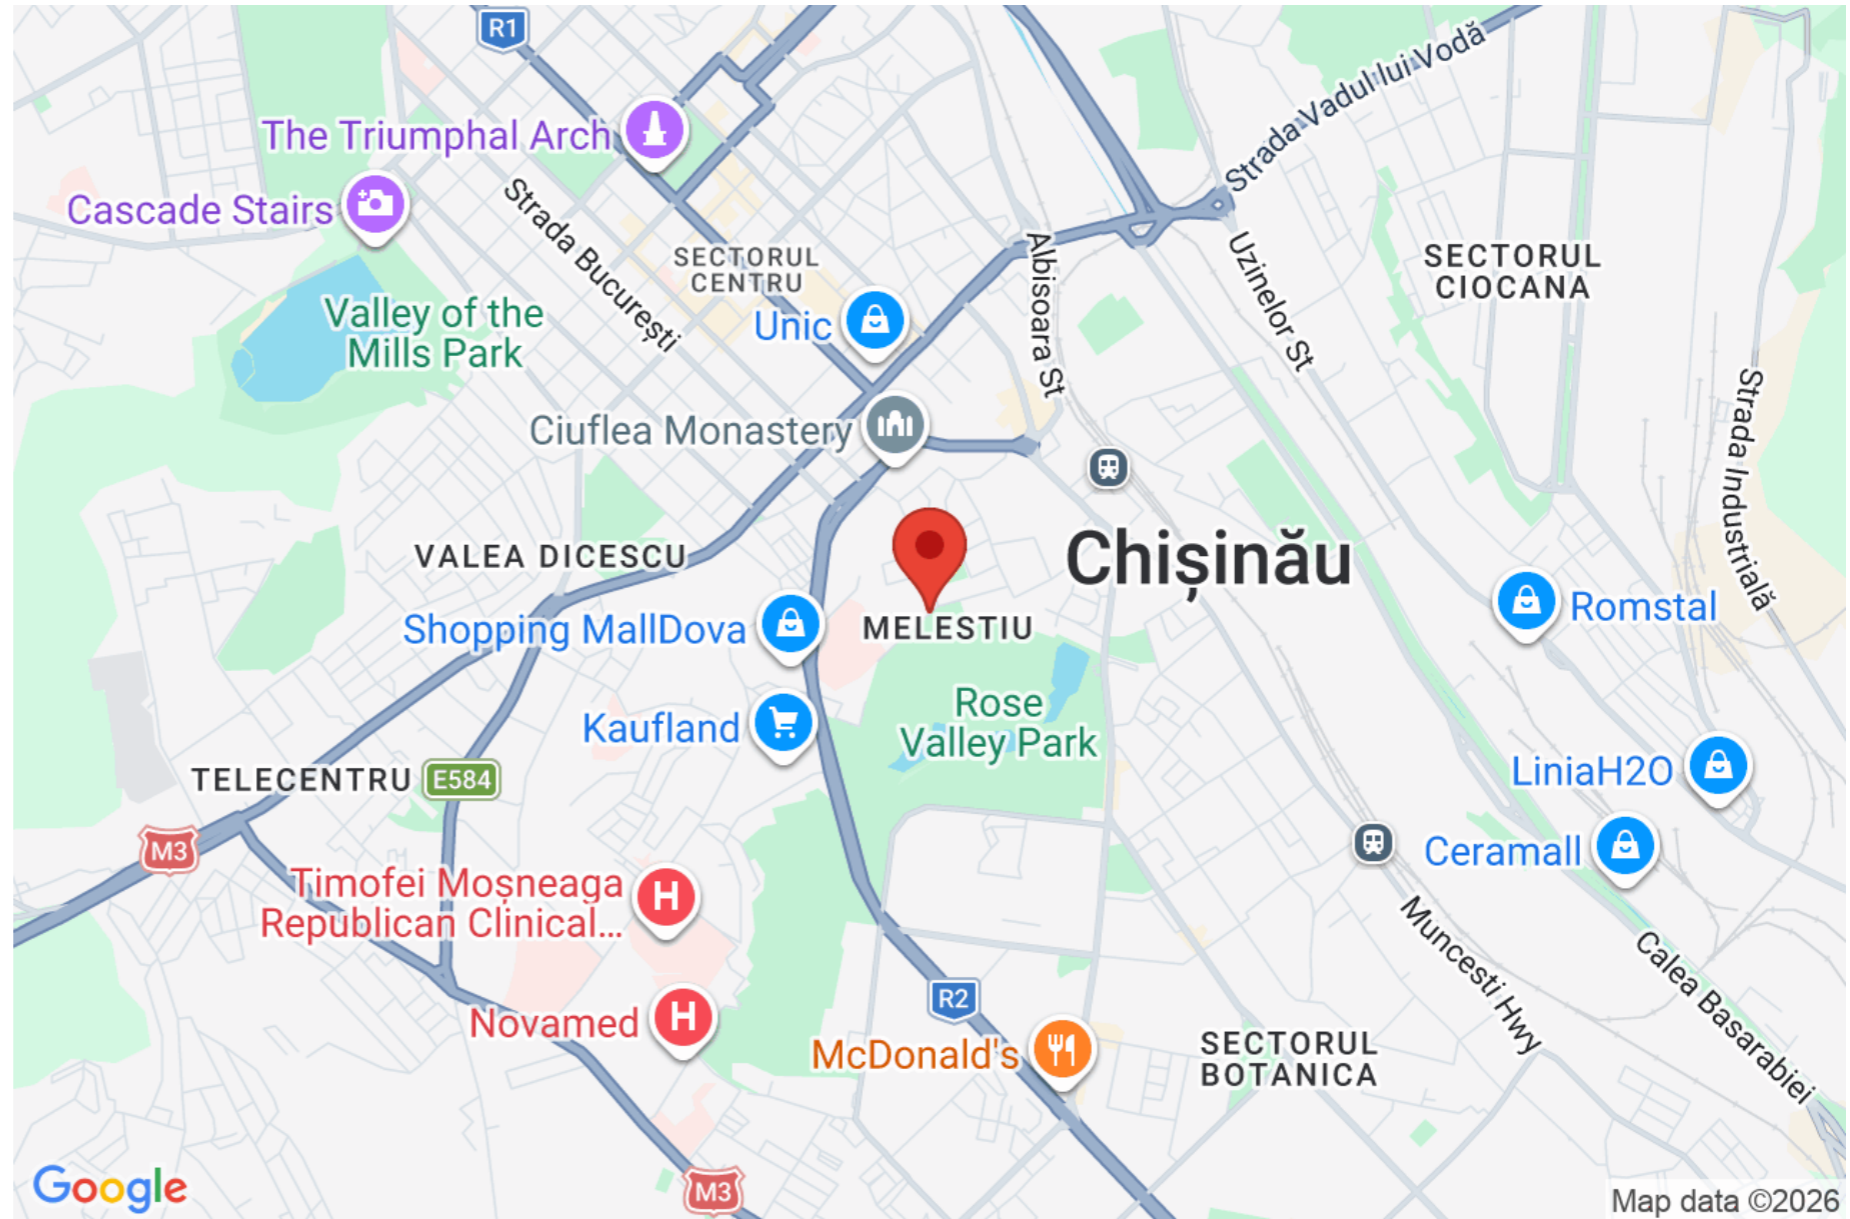 R1
Strada Vadul lui Vodă
The Triumphal Arch
Cascade Stairs
Strada București
SECTORUL
CENTRU
Albisoara St
Uzinelor St
SECTORUL
CIOCANA
Valley of the
Mills Park
Unic
Ciuflea Monastery
Strada Industrială
VALEA DICESCU
Chișinău
Shopping MallDova
MELESTIU
Romstal
Rose
Valley Park
Kaufland
TELECENTRU
E584
LiniaH2O
M3
Ceramall
Timofei Moșneaga
Republican Clinical...
H
Muncesti Hwy
Calea Basarabiei
R2
Novamed
H
McDonald's
SECTORUL
BOTANICA
M3
Google
Map data ©2026